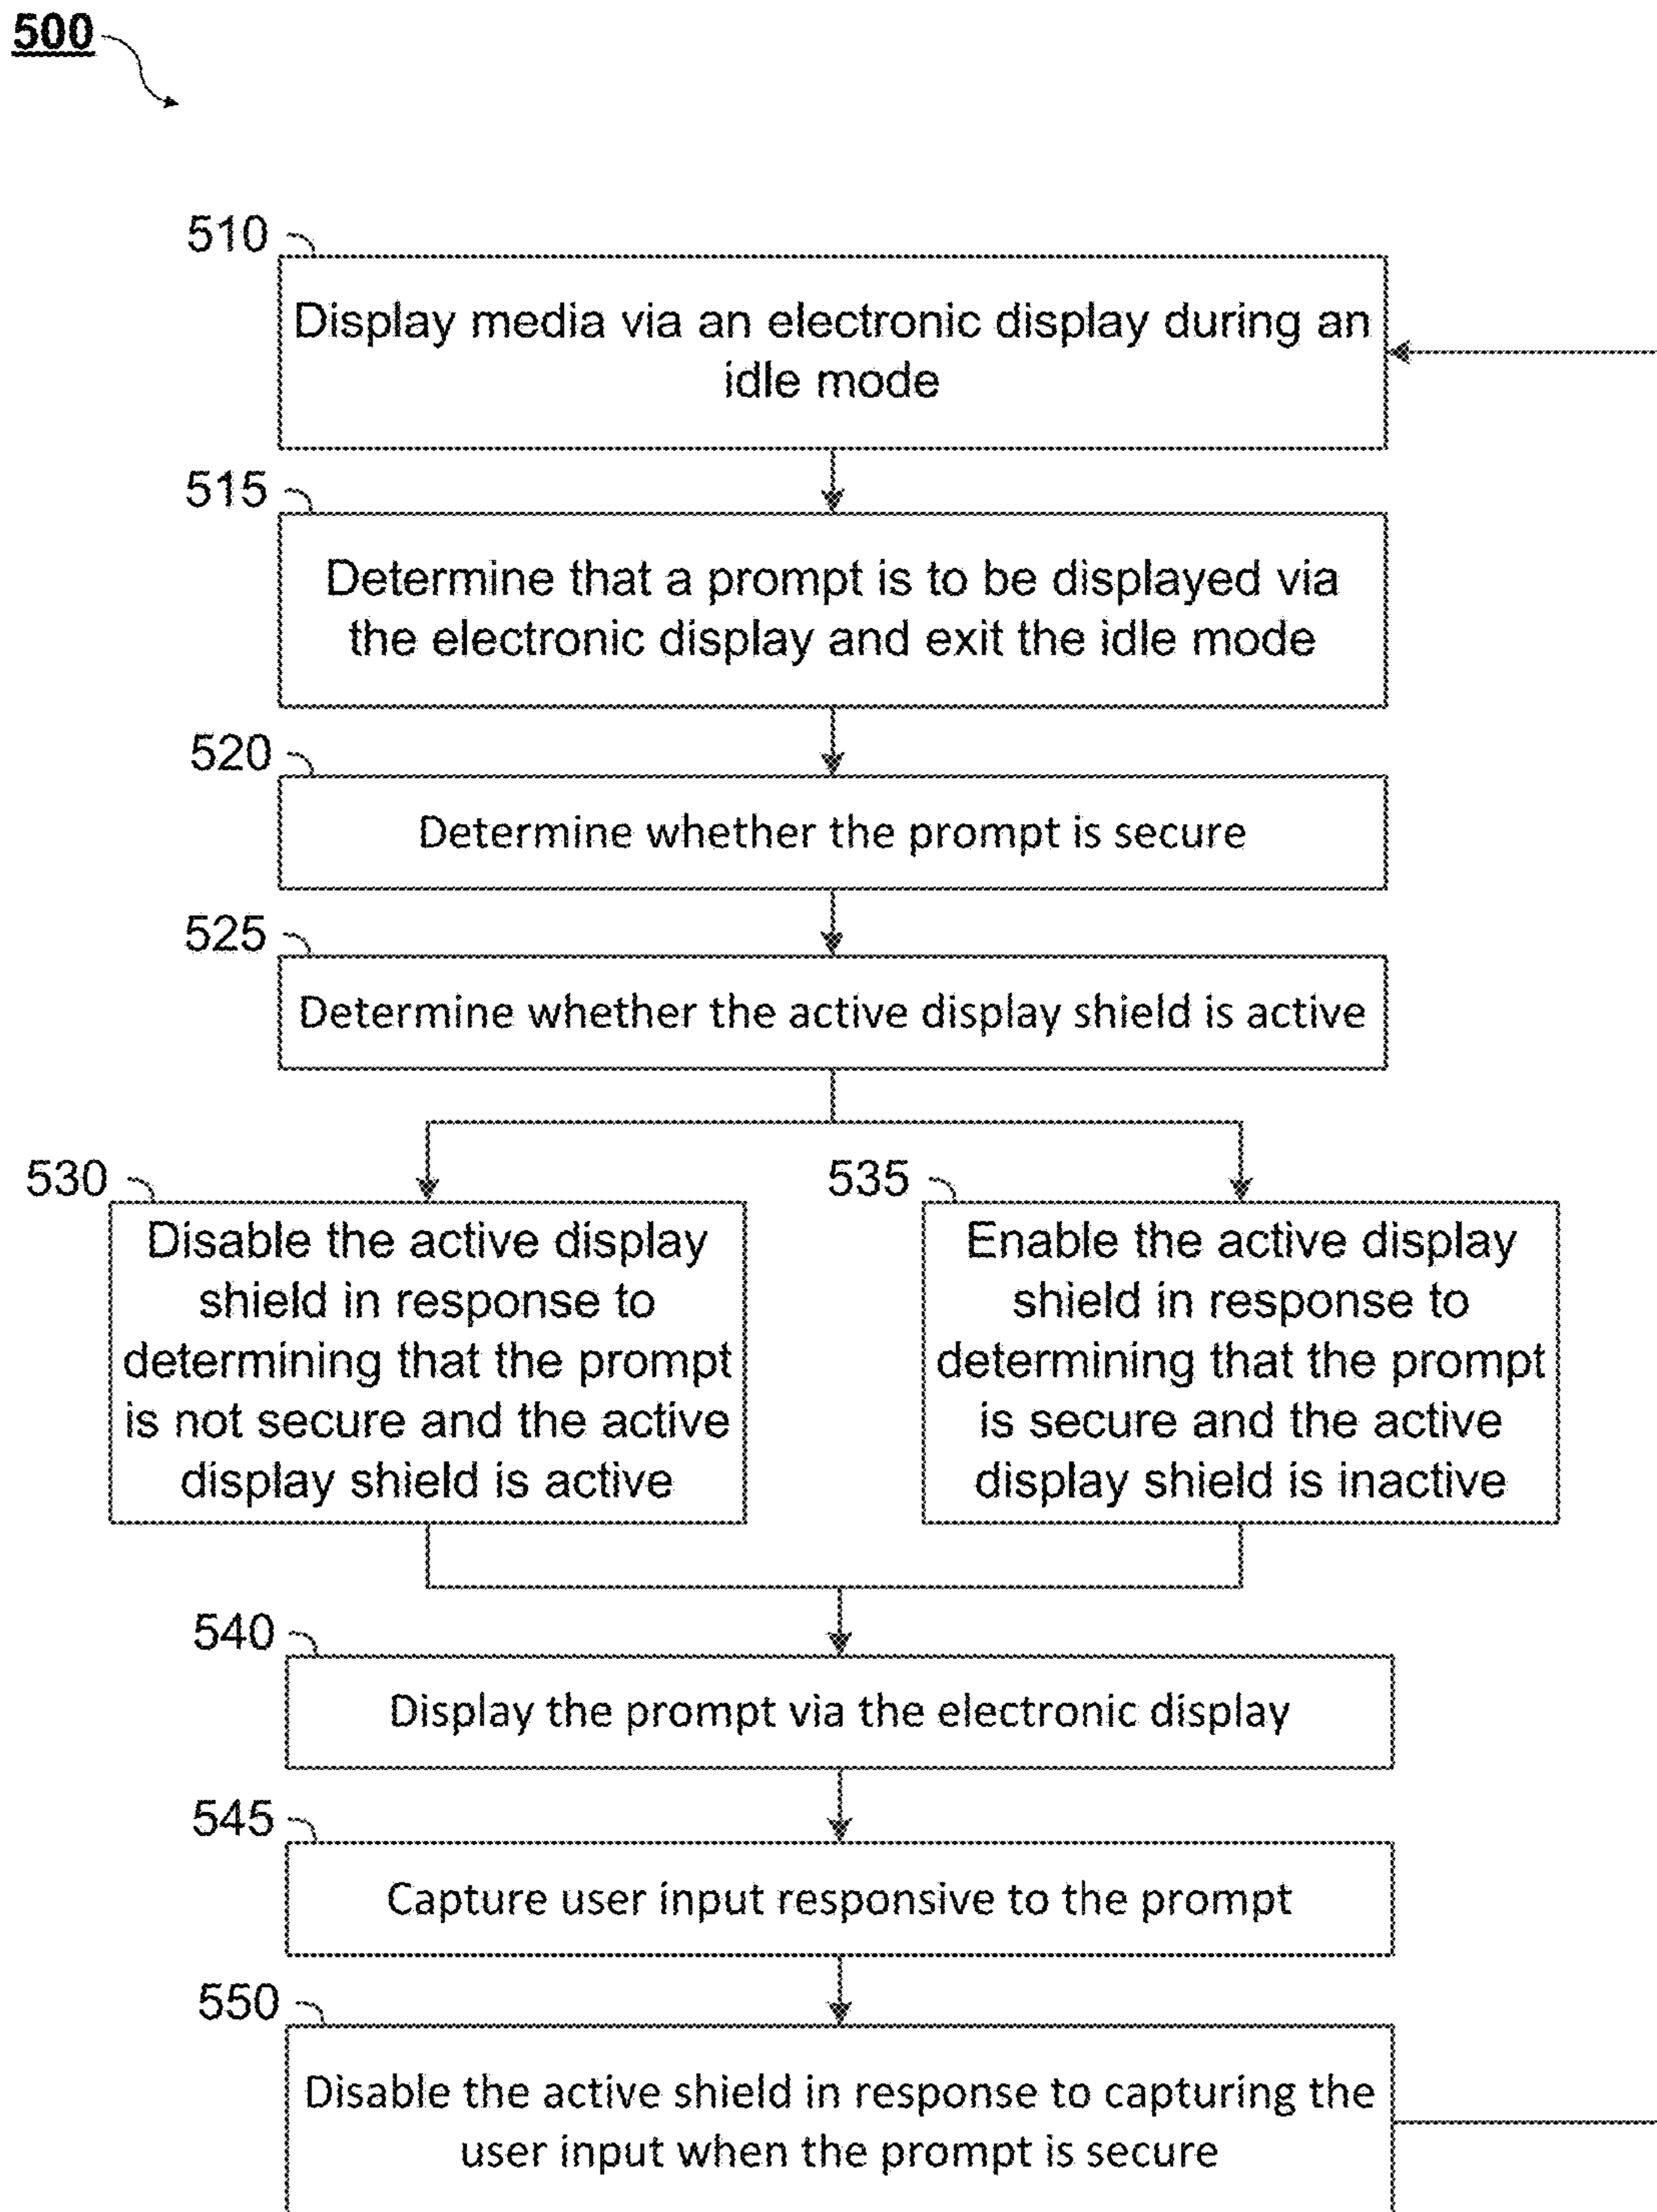 500
510
Display media via an electronic display during an
idle mode
515
Determine that a prompt is to be displayed via
the electronic display and exit the idle mode
520
Determine whether the prompt is secure
525
Determine whether the active display shield is active
530
Disable the active display
shield in response to
determining that the prompt
is not secure and the active
display shield is active
535
Enable the active display
shield in response to
determining that the prompt
is secure and the active
display shield is inactive
540
Display the prompt via the electronic display
545
Capture user input responsive to the prompt
550
Disable the active shield in response to capturing the
user input when the prompt is secure